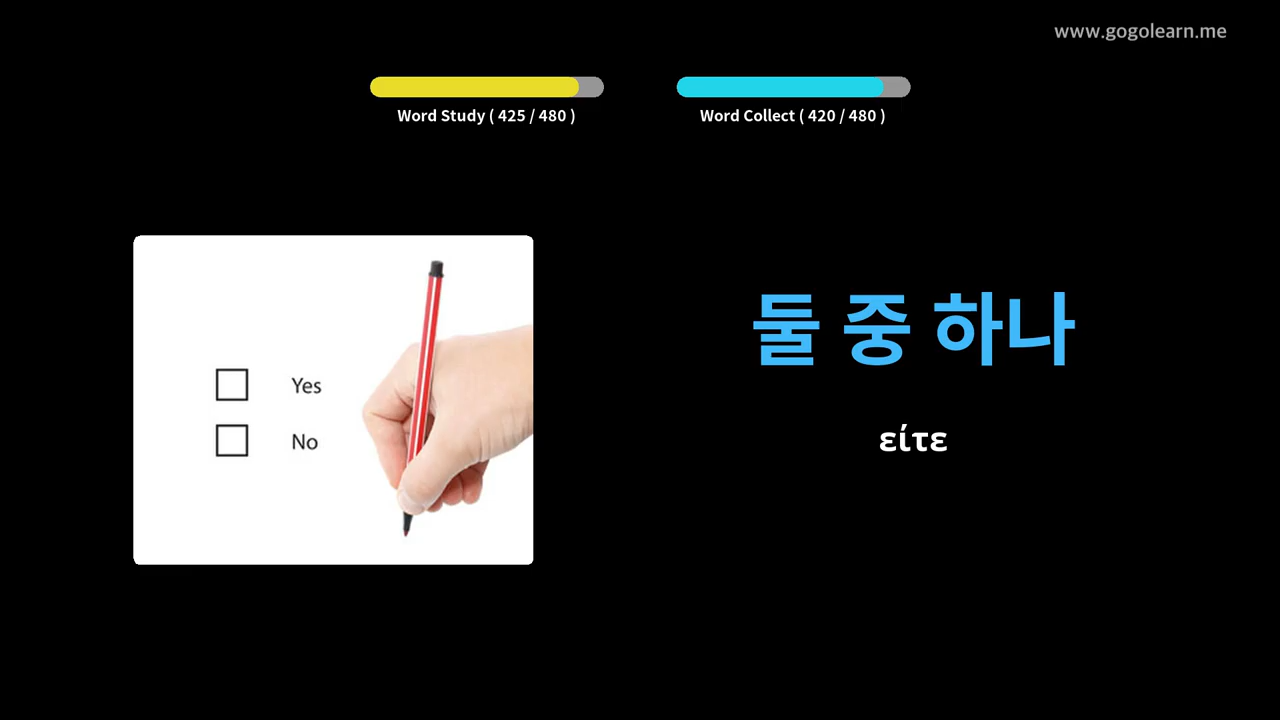 www.gogolearn.me
Word Study ( 425 / 480 )
Word Collect ( 420 / 480 )
Yes
No
둘 중 하나
είτε